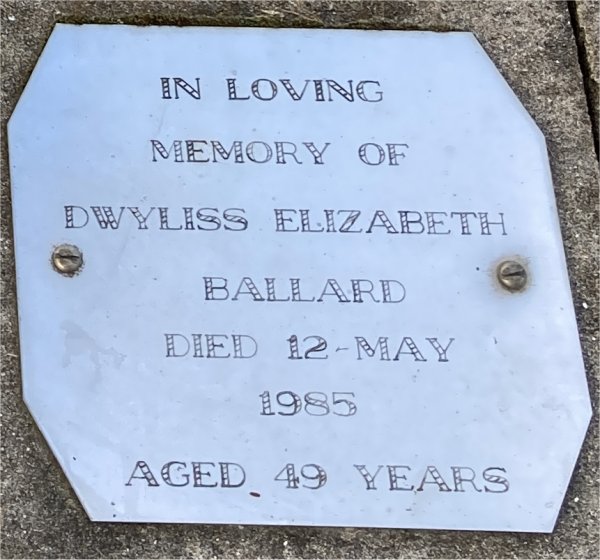 IN LOVING
MEMORY OF
DWYLISS ELIZABETH
BALLARD
DIED 12-MAY
1985
AGED 49 YEARS